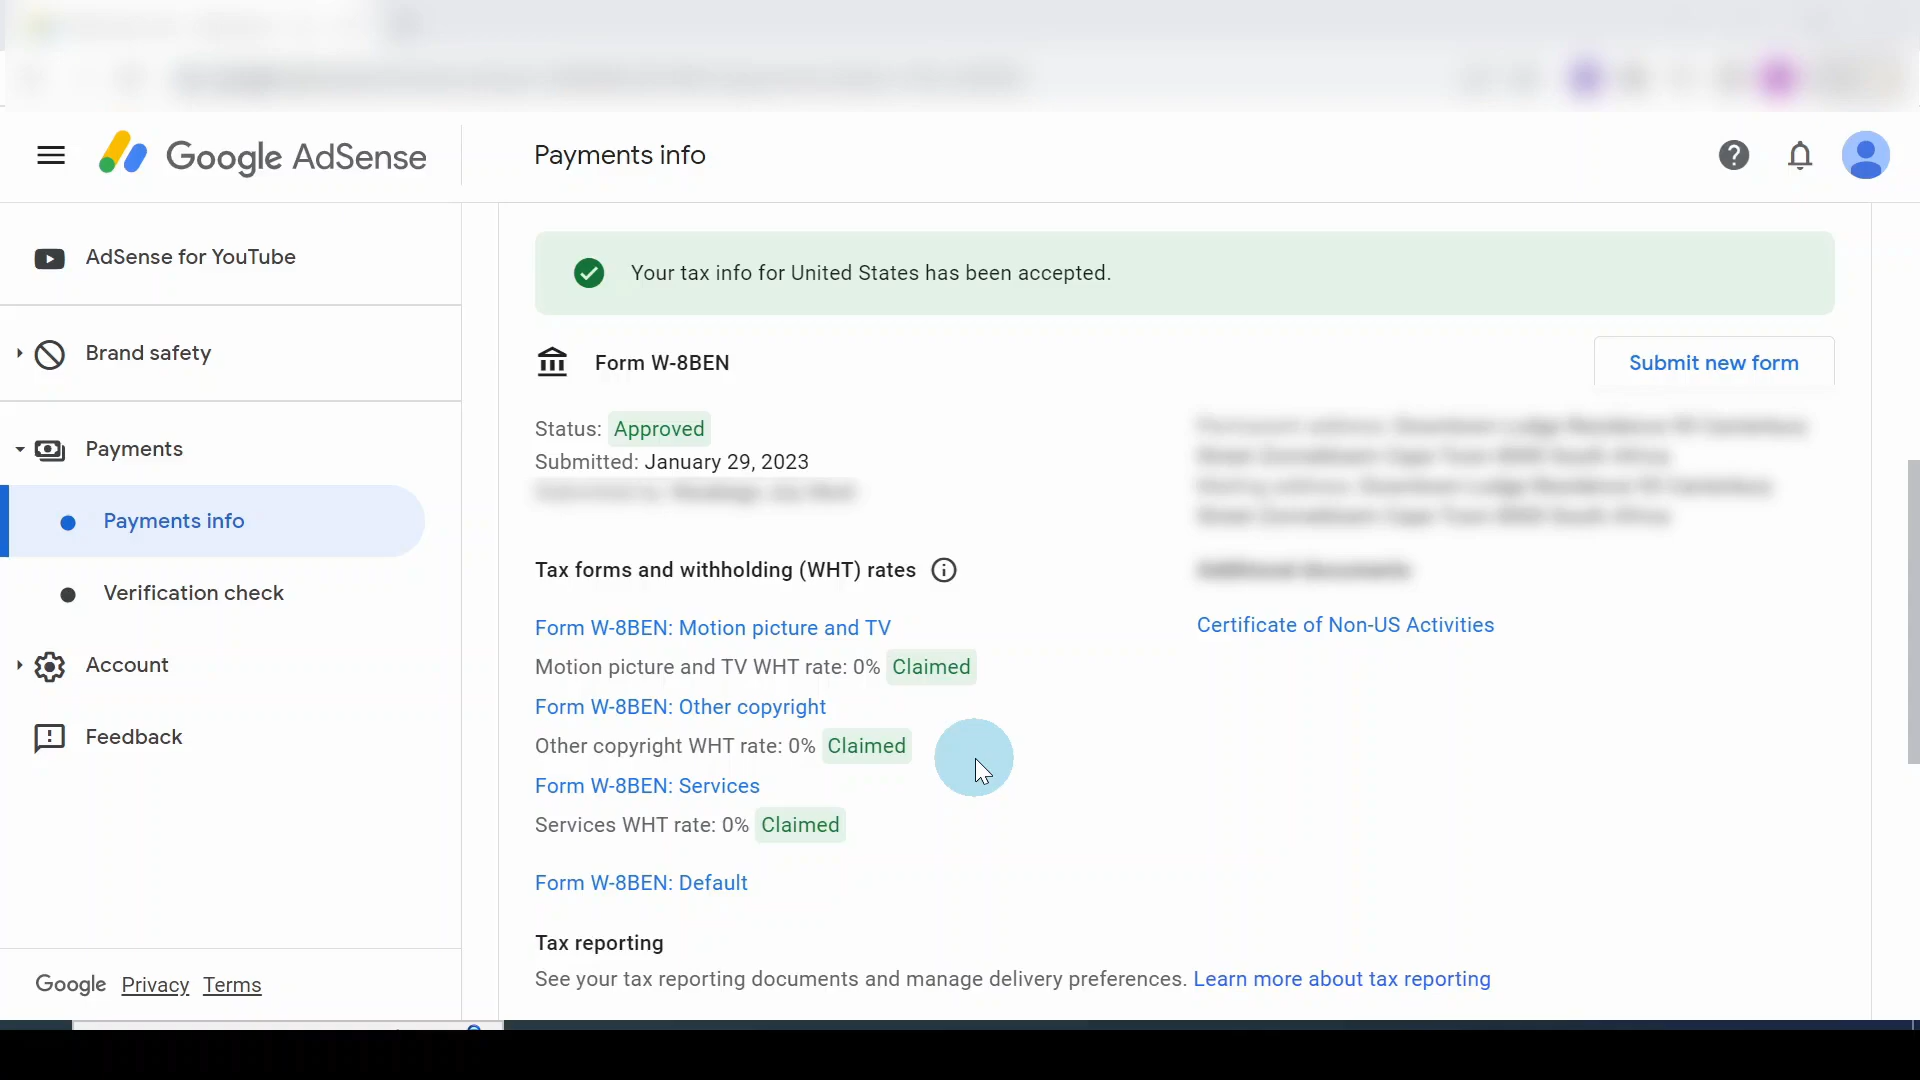 Google AdSense
Payments info
AdSense for YouTube
Brand safety
Payments
Payments info
Verification check
Account
Feedback
Google Privacy Terms
Your tax info for United States has been accepted.
Form W-8BEN
Submit new form
Status: Approved
Submitted: January 29, 2023
Tax forms and withholding (WHT) rates
Form W-8BEN: Motion picture and TV
Motion picture and TV WHT rate: 0% Claimed
Form W-8BEN: Other copyright
Other copyright WHT rate: 0% Claimed
Form W-8BEN: Services
Services WHT rate: 0% Claimed
Form W-8BEN: Default
Certificate of Non-US Activities
Tax reporting
See your tax reporting documents and manage delivery preferences. Learn more about tax reporting